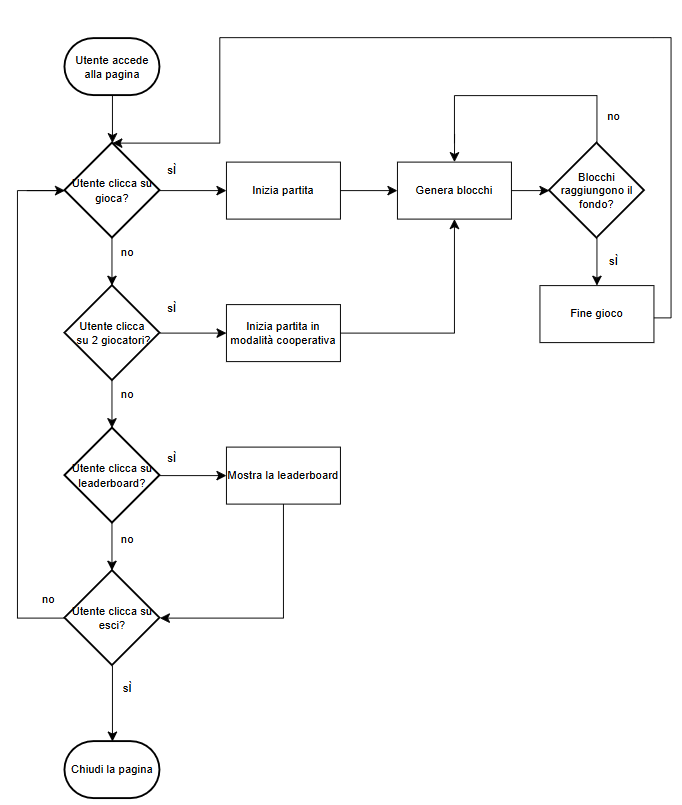 Utente accede
alla pagina
no
sÌ
Utente clicca su
gioca?
Inizia partita
Genera blocchi
Blocchi
raggiungono il
fondo?
no
sÌ
sÌ
Fine gioco
Utente clicca
su 2 giocatori?
Inizia partita in
modalità cooperativa
no
sÌ
Utente clicca su
leaderboard?
Mostra la leaderboard
no
no
Utente clicca su
esci?
sÌ
Chiudi la pagina